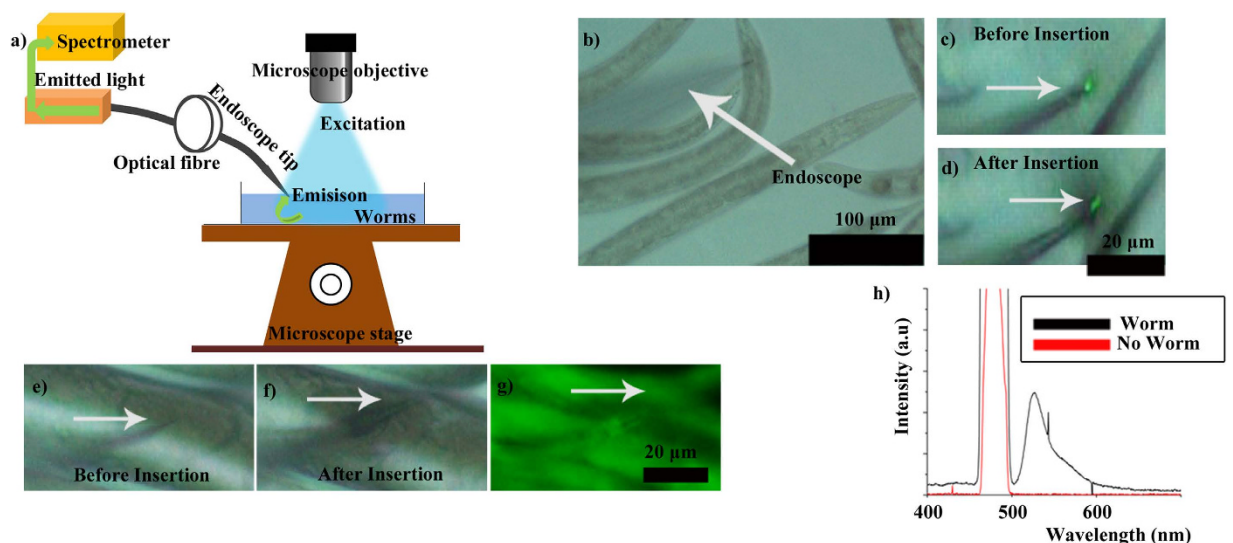 a)
Spectrometer
Emitted light
Optical fibre
Endoscope tip
Microscope objective
Excitation
Emisison
Worms
Microscope stage
b)
Endoscope
100 µm
c)
Before Insertion
d)
After Insertion
20 µm
e)
Before Insertion
f)
After Insertion
g)
20 µm
h)
Worm
No Worm
Intensity (a.u)
400
500
600
Wavelength (nm)